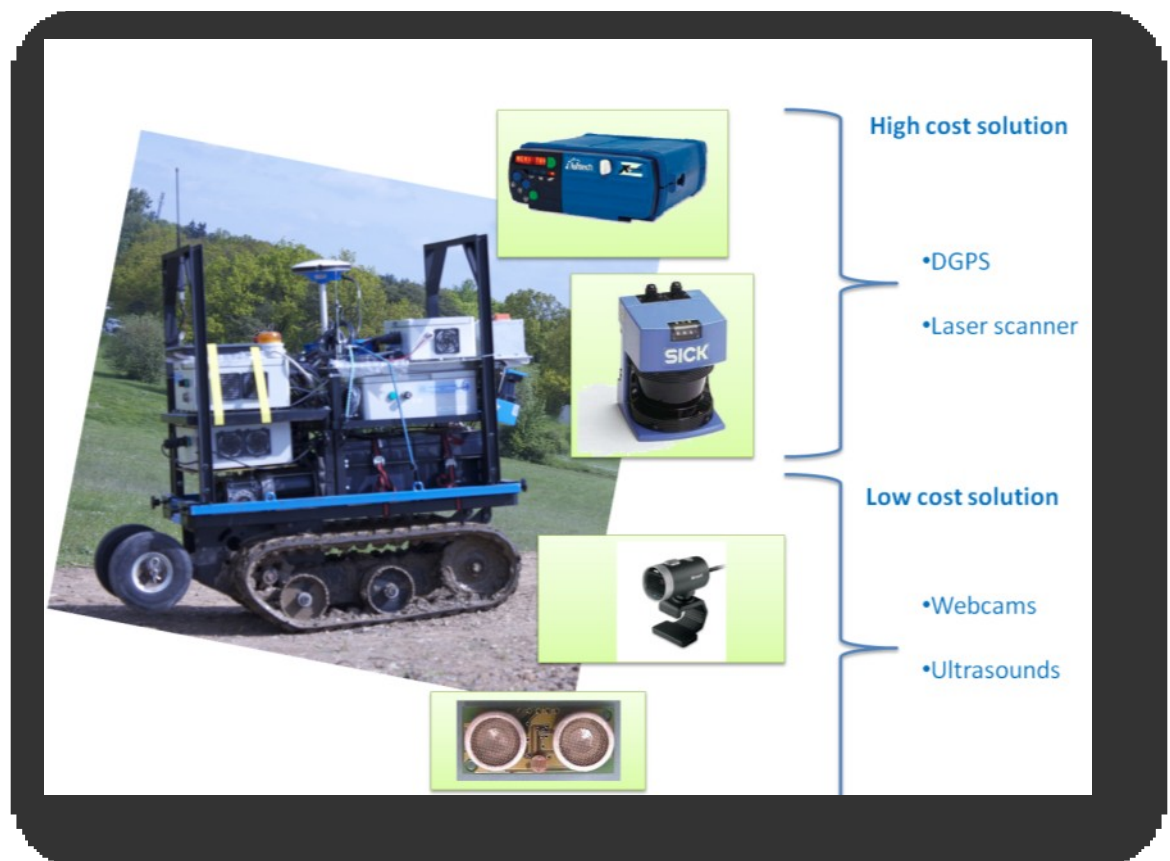 High cost solution
•DGPS
•Laser scanner
SICK
Low cost solution
•Webcams
•Ultrasounds